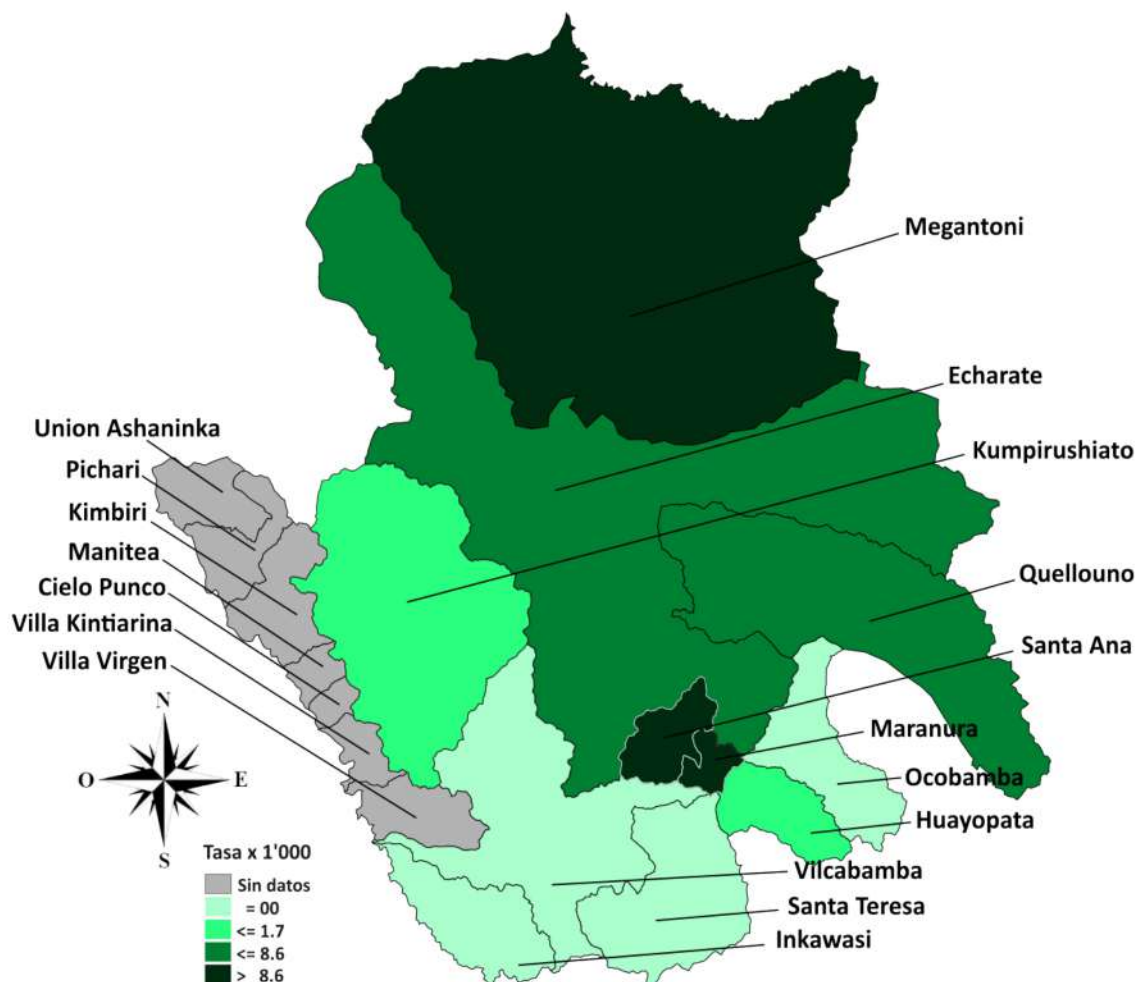 Megantoni
Echarate
Kumpirushiato
Union Ashaninka
Pichari
Kimbiri
Manitea
Cielo Punco
Villa Kintiarina
Villa Virgen
Quellouno
Santa Ana
Maranura
Ocobamba
Huayopata
Vilcabamba
Santa Teresa
Inkawasi
N
O
E
S
Tasa x 1'000
Sin datos
= 00
<= 1.7
<= 8.6
> 8.6